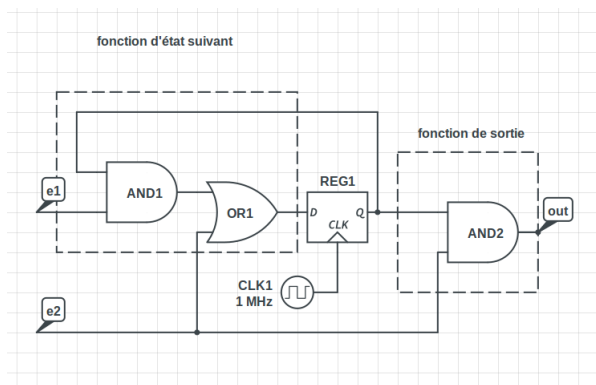 fonction d'état suivant
fonction de sortie
REG1
e1
AND1
OR1
D
Q
CLK
AND2
out
CLK1
1 MHz
e2